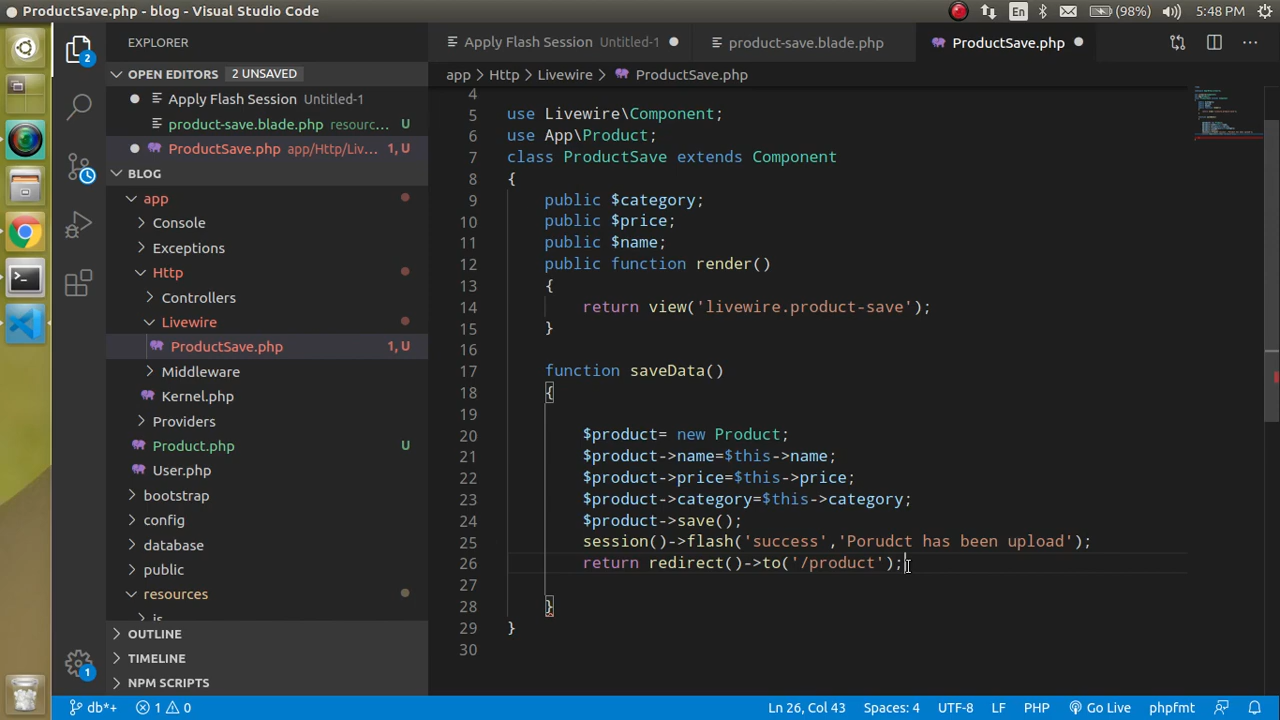 ProductSave.php - blog - Visual Studio Code
En
(98%)
5:48 PM
EXPLORER
OPEN EDITORS 2 UNSAVED
Apply Flash Session Untitled-1
product-save.blade.php resourc... U
ProductSave.php app/Http/Liv... 1, U
BLOG
app
Console
Exceptions
Http
Controllers
Livewire
ProductSave.php 1, U
Middleware
Kernel.php
Providers
Product.php U
User.php
bootstrap
config
database
public
resources
js
OUTLINE
TIMELINE
NPM SCRIPTS
2
1
Apply Flash Session Untitled-1
product-save.blade.php
ProductSave.php
app > Http > Livewire > ProductSave.php
4
5 use Livewire\Component;
6 use App\Product;
7 class ProductSave extends Component
8 {
9 public $category;
10 public $price;
11 public $name;
12 public function render()
13 {
14 return view('livewire.product-save');
15 }
16
17 function saveData()
18 {
19
20 $product= new Product;
21 $product->name=$this->name;
22 $product->price=$this->price;
23 $product->category=$this->category;
24 $product->save();
25 session()->flash('success','Porudct has been upload');
26 return redirect()->to('/product');
27
28 }
29 }
30
db*+ 1 0
Ln 26, Col 43 Spaces: 4 UTF-8 LF PHP Go Live phpfmt